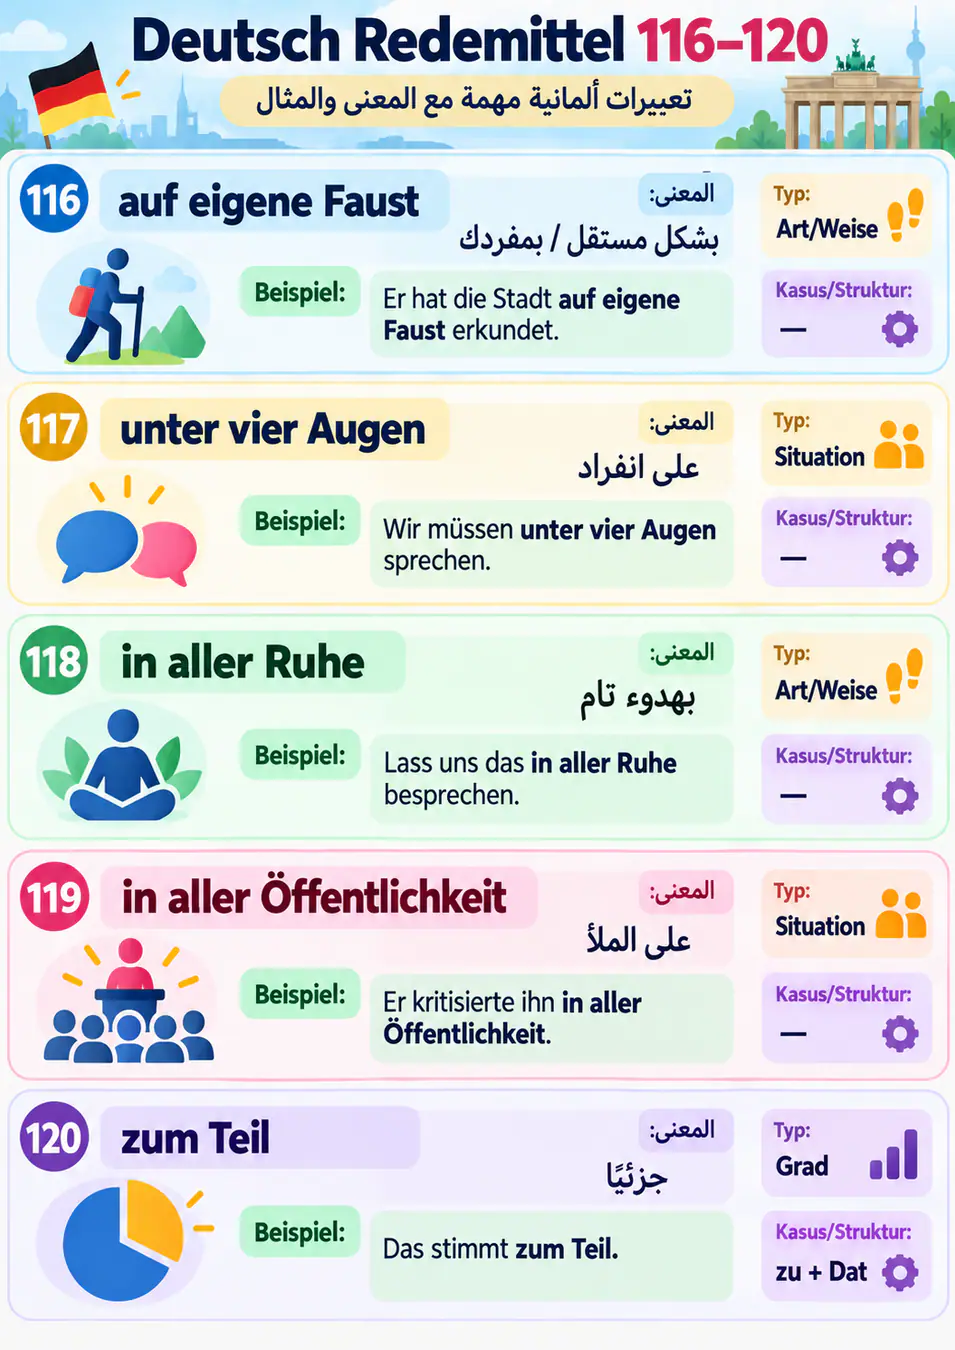 Deutsch Redemittel 116–120
تعبيرات ألمانية مهمة مع المعنى والمثال
116
auf eigene Faust
المعنى:
بشكل مستقل / بمفردك
Typ:
Art/Weise
Beispiel:
Er hat die Stadt auf eigene
Faust erkundet.
Kasus/Struktur:
—
117
unter vier Augen
المعنى:
على انفراد
Typ:
Situation
Beispiel:
Wir müssen unter vier Augen
sprechen.
Kasus/Struktur:
—
118
in aller Ruhe
المعنى:
بهدوء تام
Typ:
Art/Weise
Beispiel:
Lass uns das in aller Ruhe
besprechen.
Kasus/Struktur:
—
119
in aller Öffentlichkeit
المعنى:
على الملأ
Typ:
Situation
Beispiel:
Er kritisierte ihn in aller
Öffentlichkeit.
Kasus/Struktur:
—
120
zum Teil
المعنى:
جزئيًا
Typ:
Grad
Beispiel:
Das stimmt zum Teil.
Kasus/Struktur:
zu + Dat